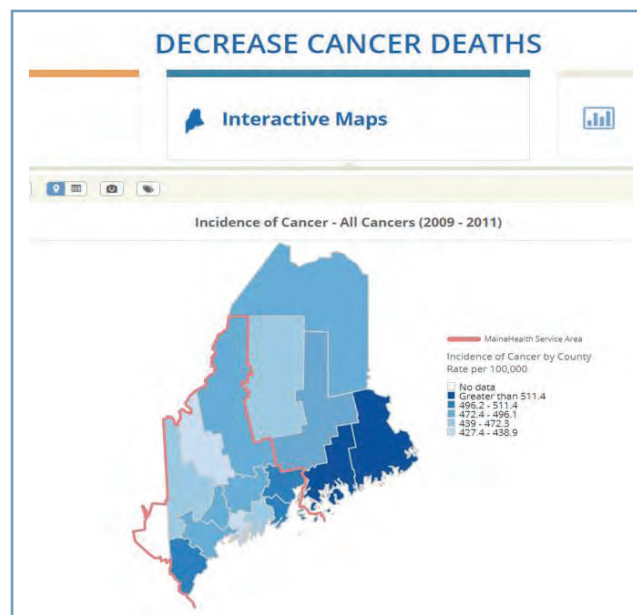 DECREASE CANCER DEATHS
Interactive Maps
Incidence of Cancer - All Cancers (2009 - 2011)
MaineHealth Service Area
Incidence of Cancer by County
Rate per 100,000
No data
Greater than 511.4
496.2 - 511.4
472.4 - 496.1
439 - 472.3
427.4 - 438.9